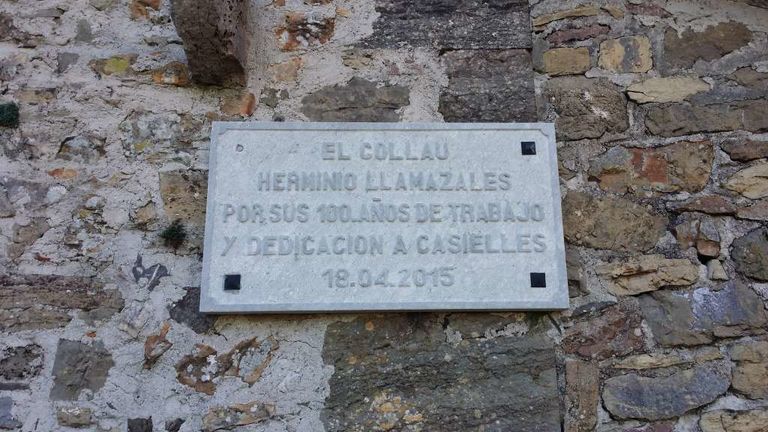 EL COLLAU
HERMINIO LLAMAZALES
POR SUS 100 AÑOS DE TRABAJO
Y DEDICACION A CASIELLES
18.04.2015